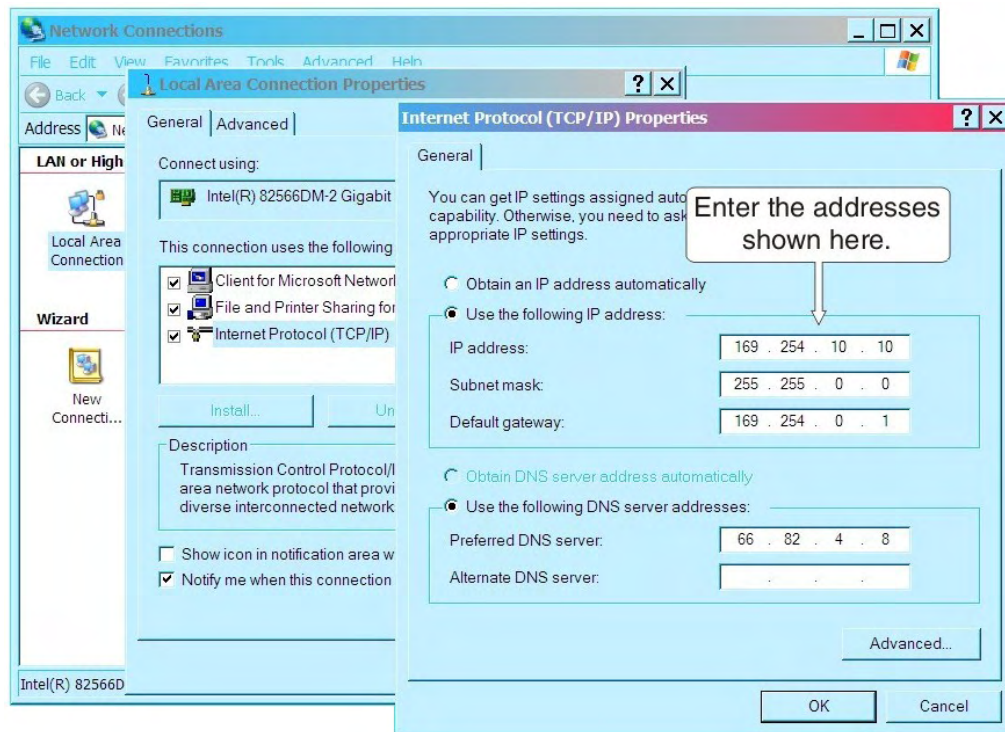 Network Connections
File Edit View Favorites Tools Advanced Help
Back
Address
LAN or High
Local Area
Connection
Wizard
New
Connecti...
Intel(R) 82566D
Local Area Connection Properties
General
Advanced
Connect using:
Intel(R) 82566DM-2 Gigabit
This connection uses the following
Client for Microsoft Networ
File and Printer Sharing for
Internet Protocol (TCP/IP)
Install...
Un
Description
Transmission Control Protocol/I
area network protocol that provi
diverse interconnected network
Show icon in notification area w
Notify me when this connection
Internet Protocol (TCP/IP) Properties
General
You can get IP settings assigned auto
capability. Otherwise, you need to ask
appropriate IP settings.
Enter the addresses
shown here.
Obtain an IP address automatically
Use the following IP address:
IP address: 169 . 254 . 10 . 10
Subnet mask: 255 . 255 . 0 . 0
Default gateway: 169 . 254 . 0 . 1
Obtain DNS server address automatically
Use the following DNS server addresses:
Preferred DNS server: 66 . 82 . 4 . 8
Alternate DNS server: . . .
Advanced...
OK
Cancel